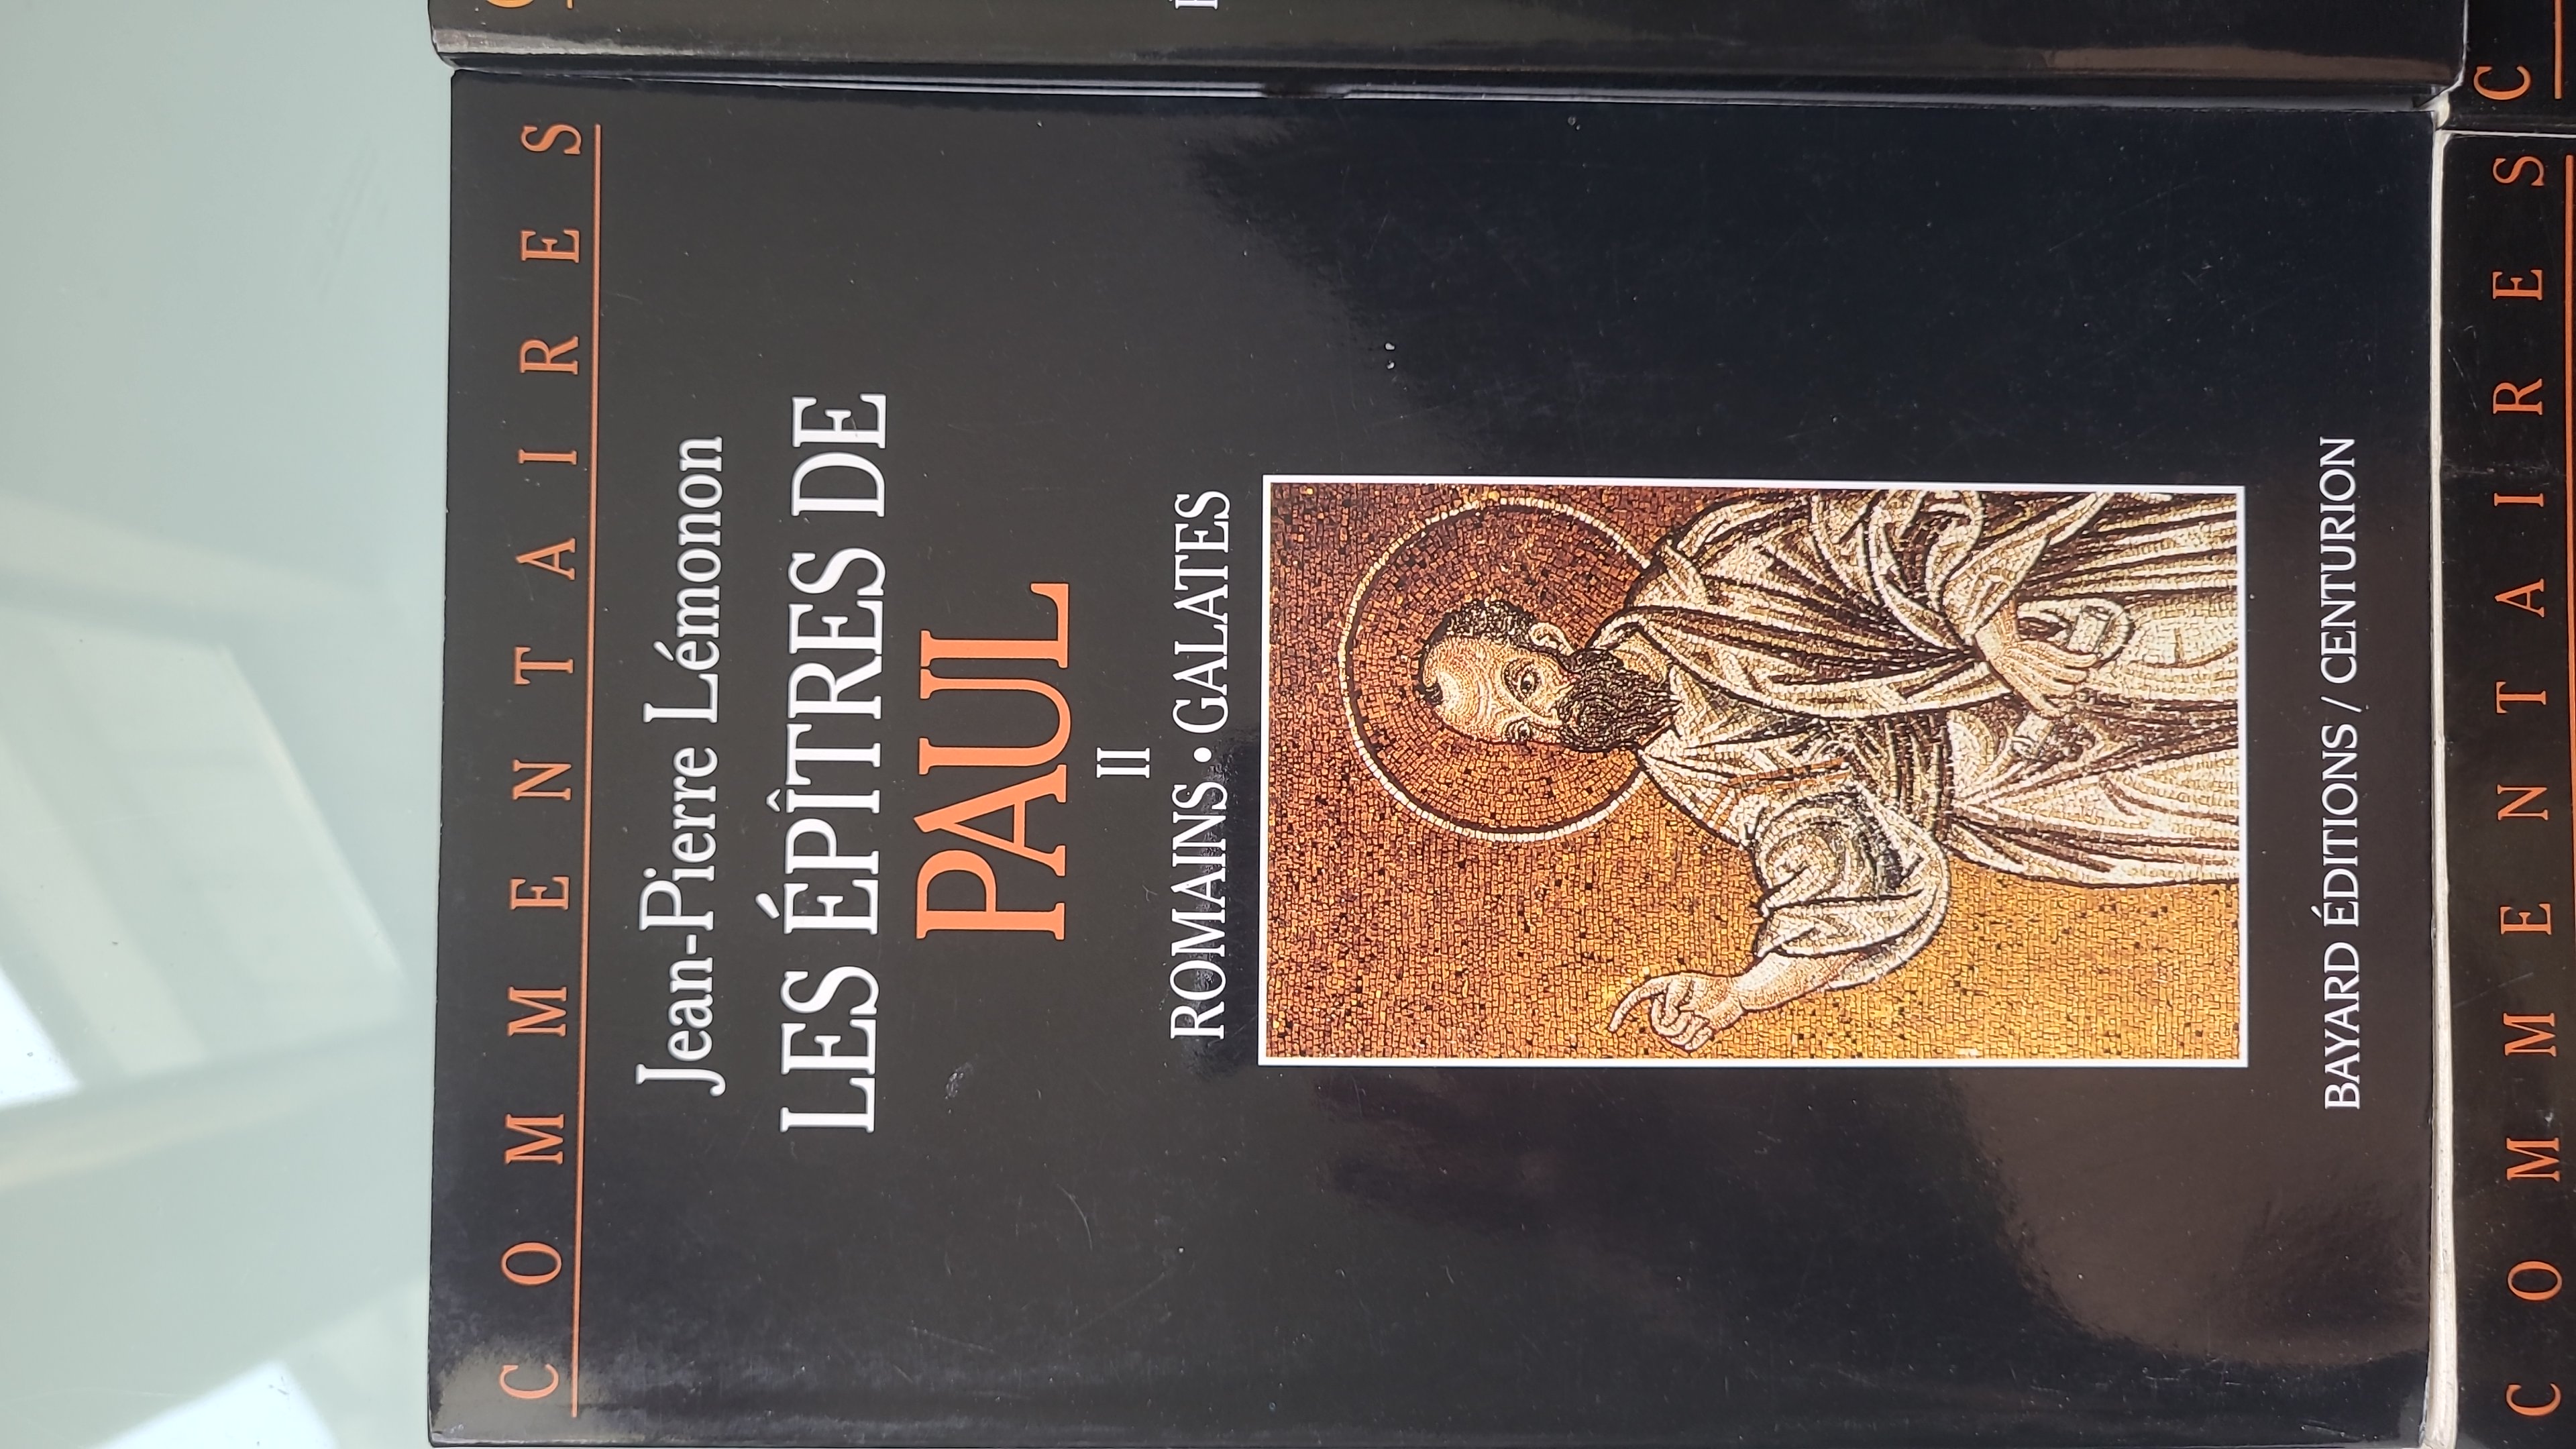 COMMENTAIRES
Jean-Pierre Lémonon
LES ÉPÎTRES DE
PAUL
II
ROMAINS • GALATES
BAYARD ÉDITIONS / CENTURION
COMMENTAIRES
C